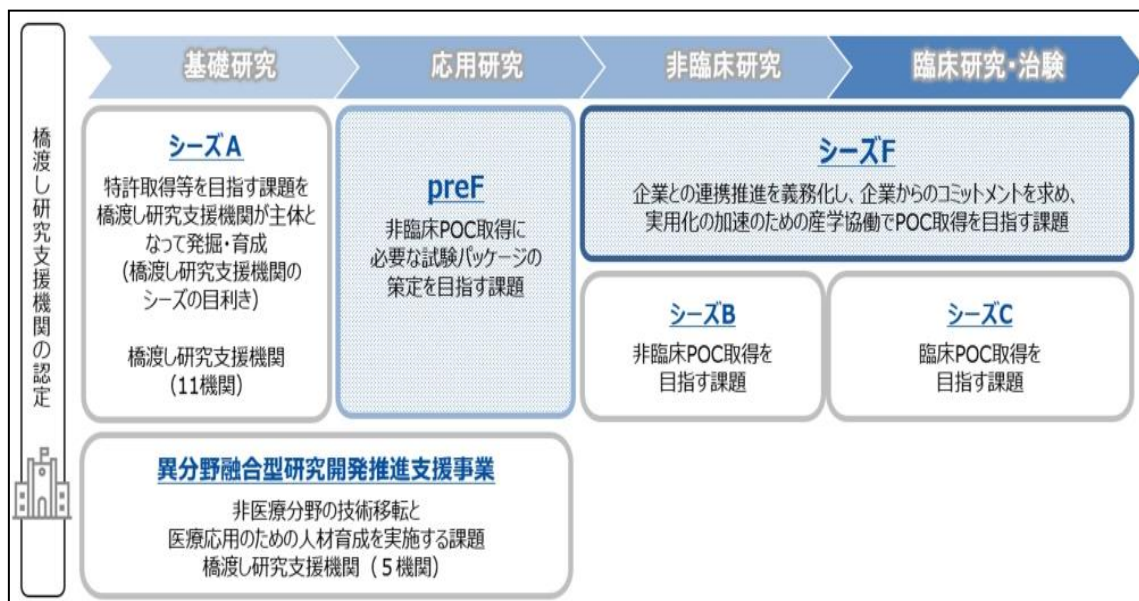 橋渡し研究支援機関の認定
基礎研究
応用研究
非臨床研究
臨床研究・治験
シーズA
特許取得等を目指す課題を
橋渡し研究支援機関が主体と
なって発掘・育成
(橋渡し研究支援機関の
シーズの目利き)
橋渡し研究支援機関
(11機関)
preF
非臨床POC取得に
必要な試験パッケージの
策定を目指す課題
シーズF
企業との連携推進を義務化し、企業からのコミットメントを求め、
実用化の加速のための産学協働でPOC取得を目指す課題
シーズB
非臨床POC取得を
目指す課題
シーズC
臨床POC取得を
目指す課題
異分野融合型研究開発推進支援事業
非医療分野の技術移転と
医療応用のための人材育成を実施する課題
橋渡し研究支援機関(5機関)